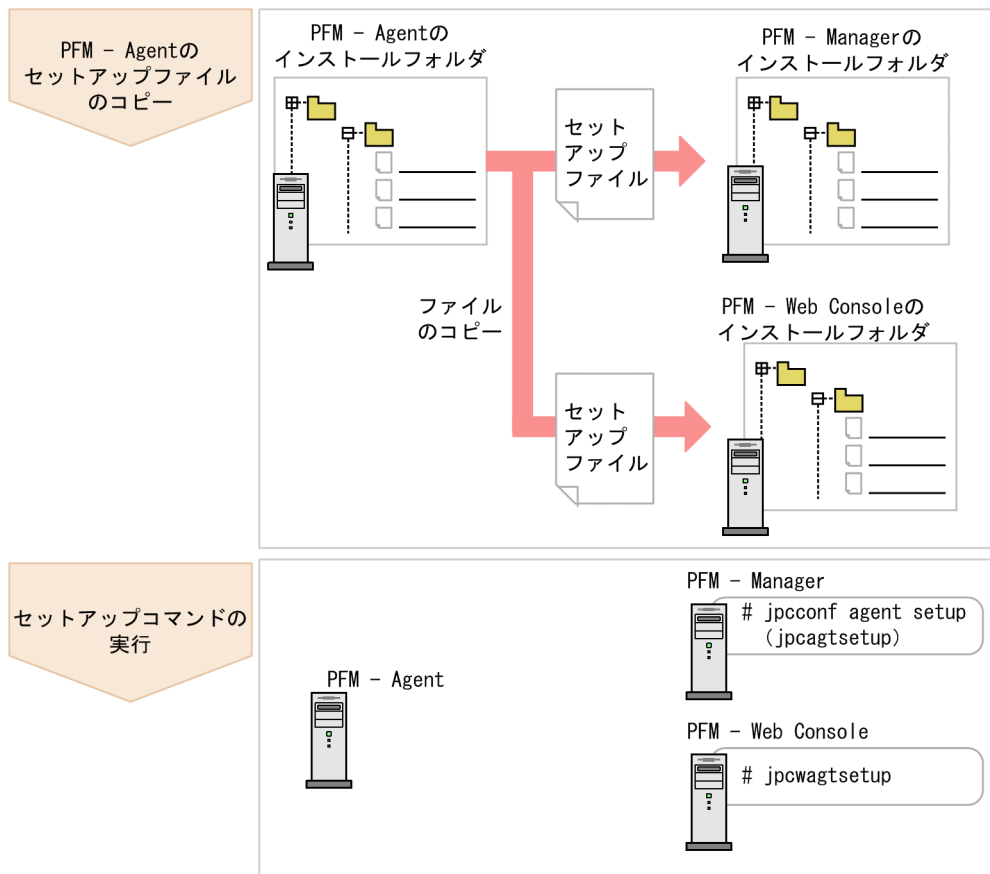 PFM － Agentの
セットアップファイル
のコピー
PFM － Agentの
インストールフォルダ
PFM － Managerの
インストールフォルダ
セット
アップ
ファイル
ファイル
のコピー
PFM － Web Consoleの
インストールフォルダ
セット
アップ
ファイル
セットアップコマンドの
実行
PFM － Agent
PFM － Manager
# jpcconf agent setup
(jpcagtsetup)
PFM － Web Console
# jpcwagtsetup